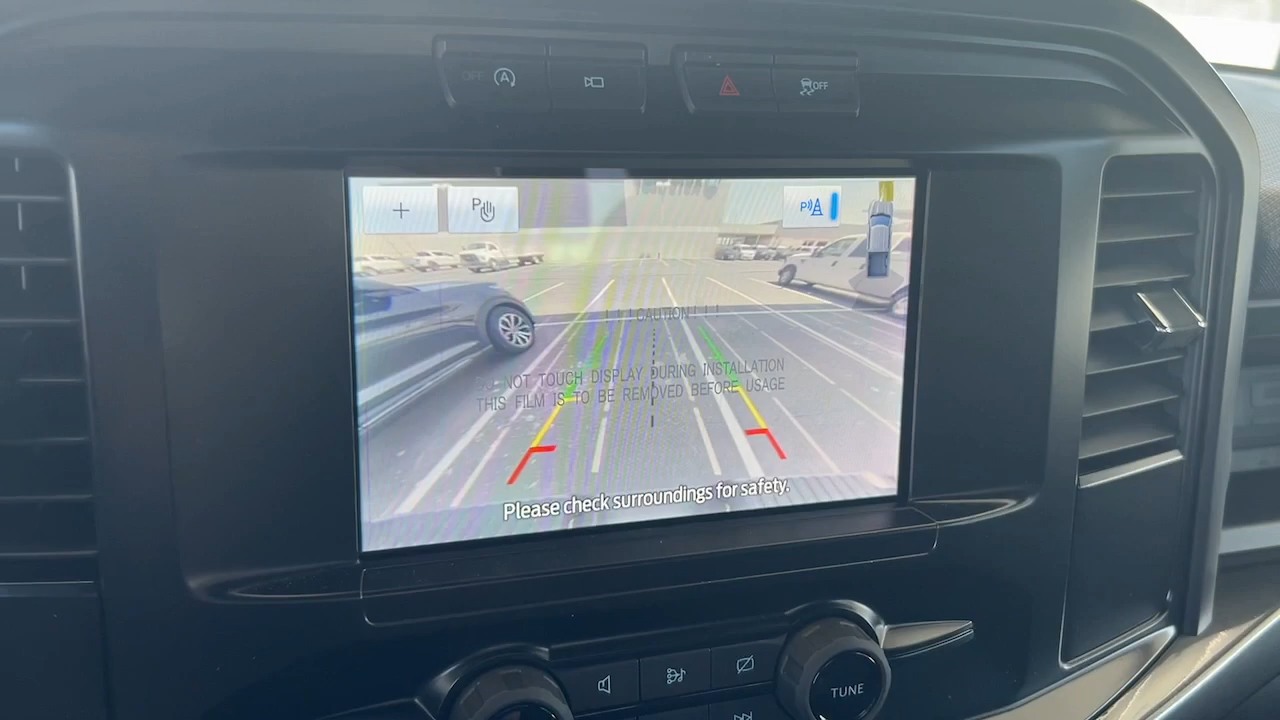 OFF A
OFF
+
P
P
CAUTION
DO NOT TOUCH DISPLAY DURING INSTALLATION
THIS FILM IS TO BE REMOVED BEFORE USAGE
Please check surroundings for safety.
TUNE